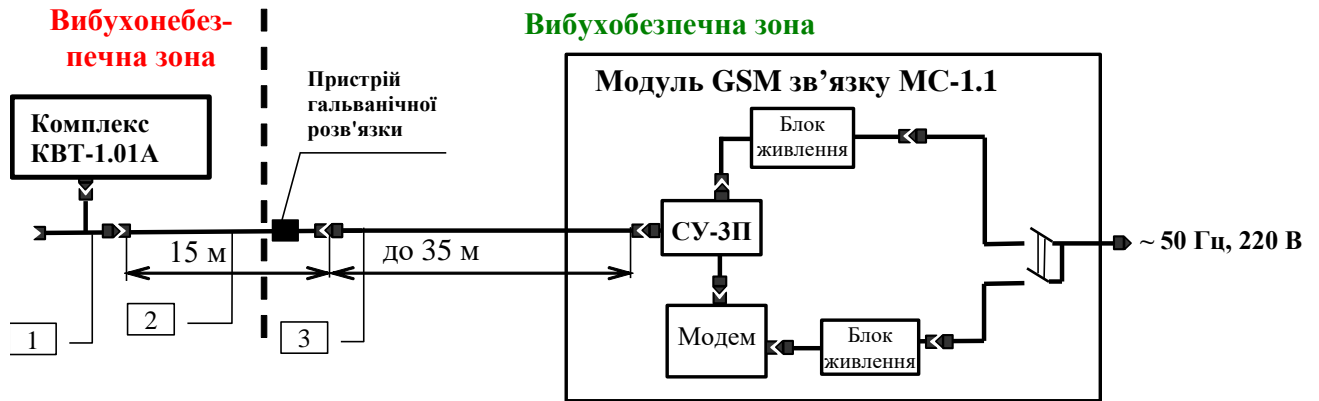 Вибухонебез-
печна зона
Вибухобезпечна зона
Пристрій
гальванічної
розв'язки
Модуль GSM зв’язку МС-1.1
Комплекс
КВТ-1.01А
Блок
живлення
СУ-3П
~ 50 Гц, 220 В
15 м
до 35 м
1
2
3
Модем
Блок
живлення